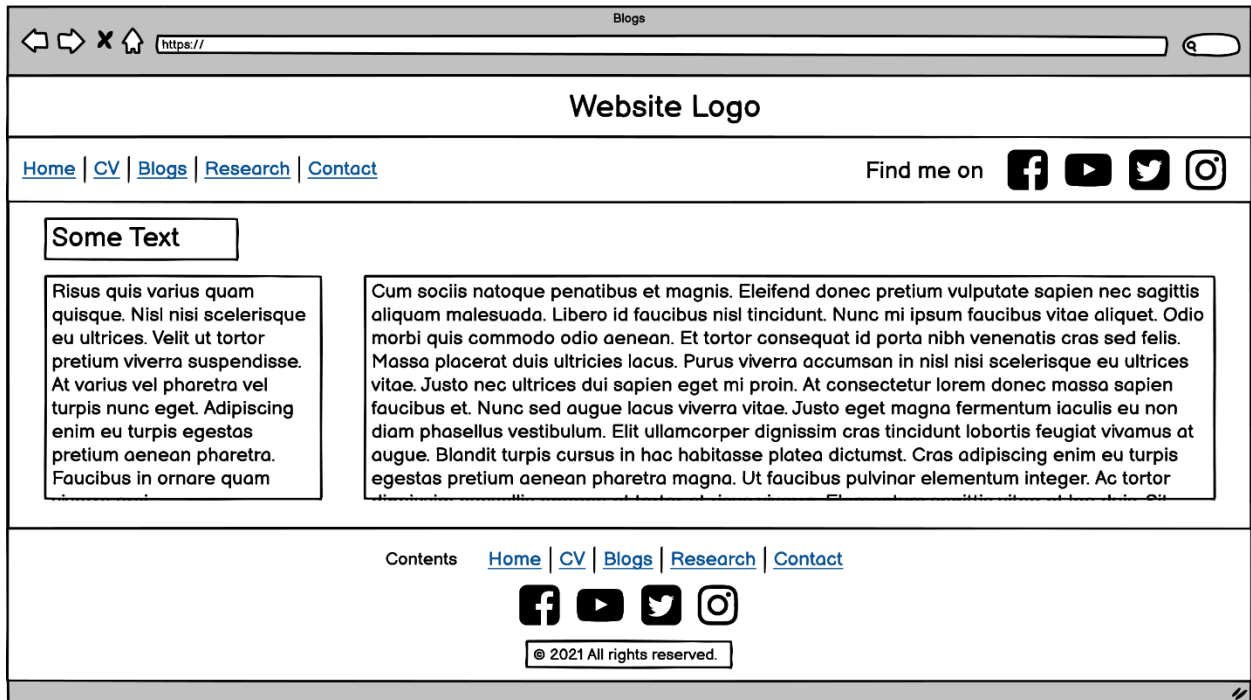 Blogs
https://
Website Logo
Home | CV | Blogs | Research | Contact
Find me on
Some Text
Risus quis varius quam
quisque. Nisl nisi scelerisque
eu ultrices. Velit ut tortor
pretium viverra suspendisse.
At varius vel pharetra vel
turpis nunc eget. Adipiscing
enim eu turpis egestas
pretium aenean pharetra.
Faucibus in ornare quam
Cum sociis natoque penatibus et magnis. Eleifend donec pretium vulputate sapien nec sagittis
aliquam malesuada. Libero id faucibus nisl tincidunt. Nunc mi ipsum faucibus vitae aliquet. Odio
morbi quis commodo odio aenean. Et tortor consequat id porta nibh venenatis cras sed felis.
Massa placerat duis ultricies lacus. Purus viverra accumsan in nisl nisi scelerisque eu ultrices
vitae. Justo nec ultrices dui sapien eget mi proin. At consectetur lorem donec massa sapien
faucibus et. Nunc sed augue lacus viverra vitae. Justo eget magna fermentum iaculis eu non
diam phasellus vestibulum. Elit ullamcorper dignissim cras tincidunt lobortis feugiat vivamus at
augue. Blandit turpis cursus in hac habitasse platea dictumst. Cras adipiscing enim eu turpis
egestas pretium aenean pharetra magna. Ut faucibus pulvinar elementum integer. Ac tortor
Contents
Home | CV | Blogs | Research | Contact
© 2021 All rights reserved.